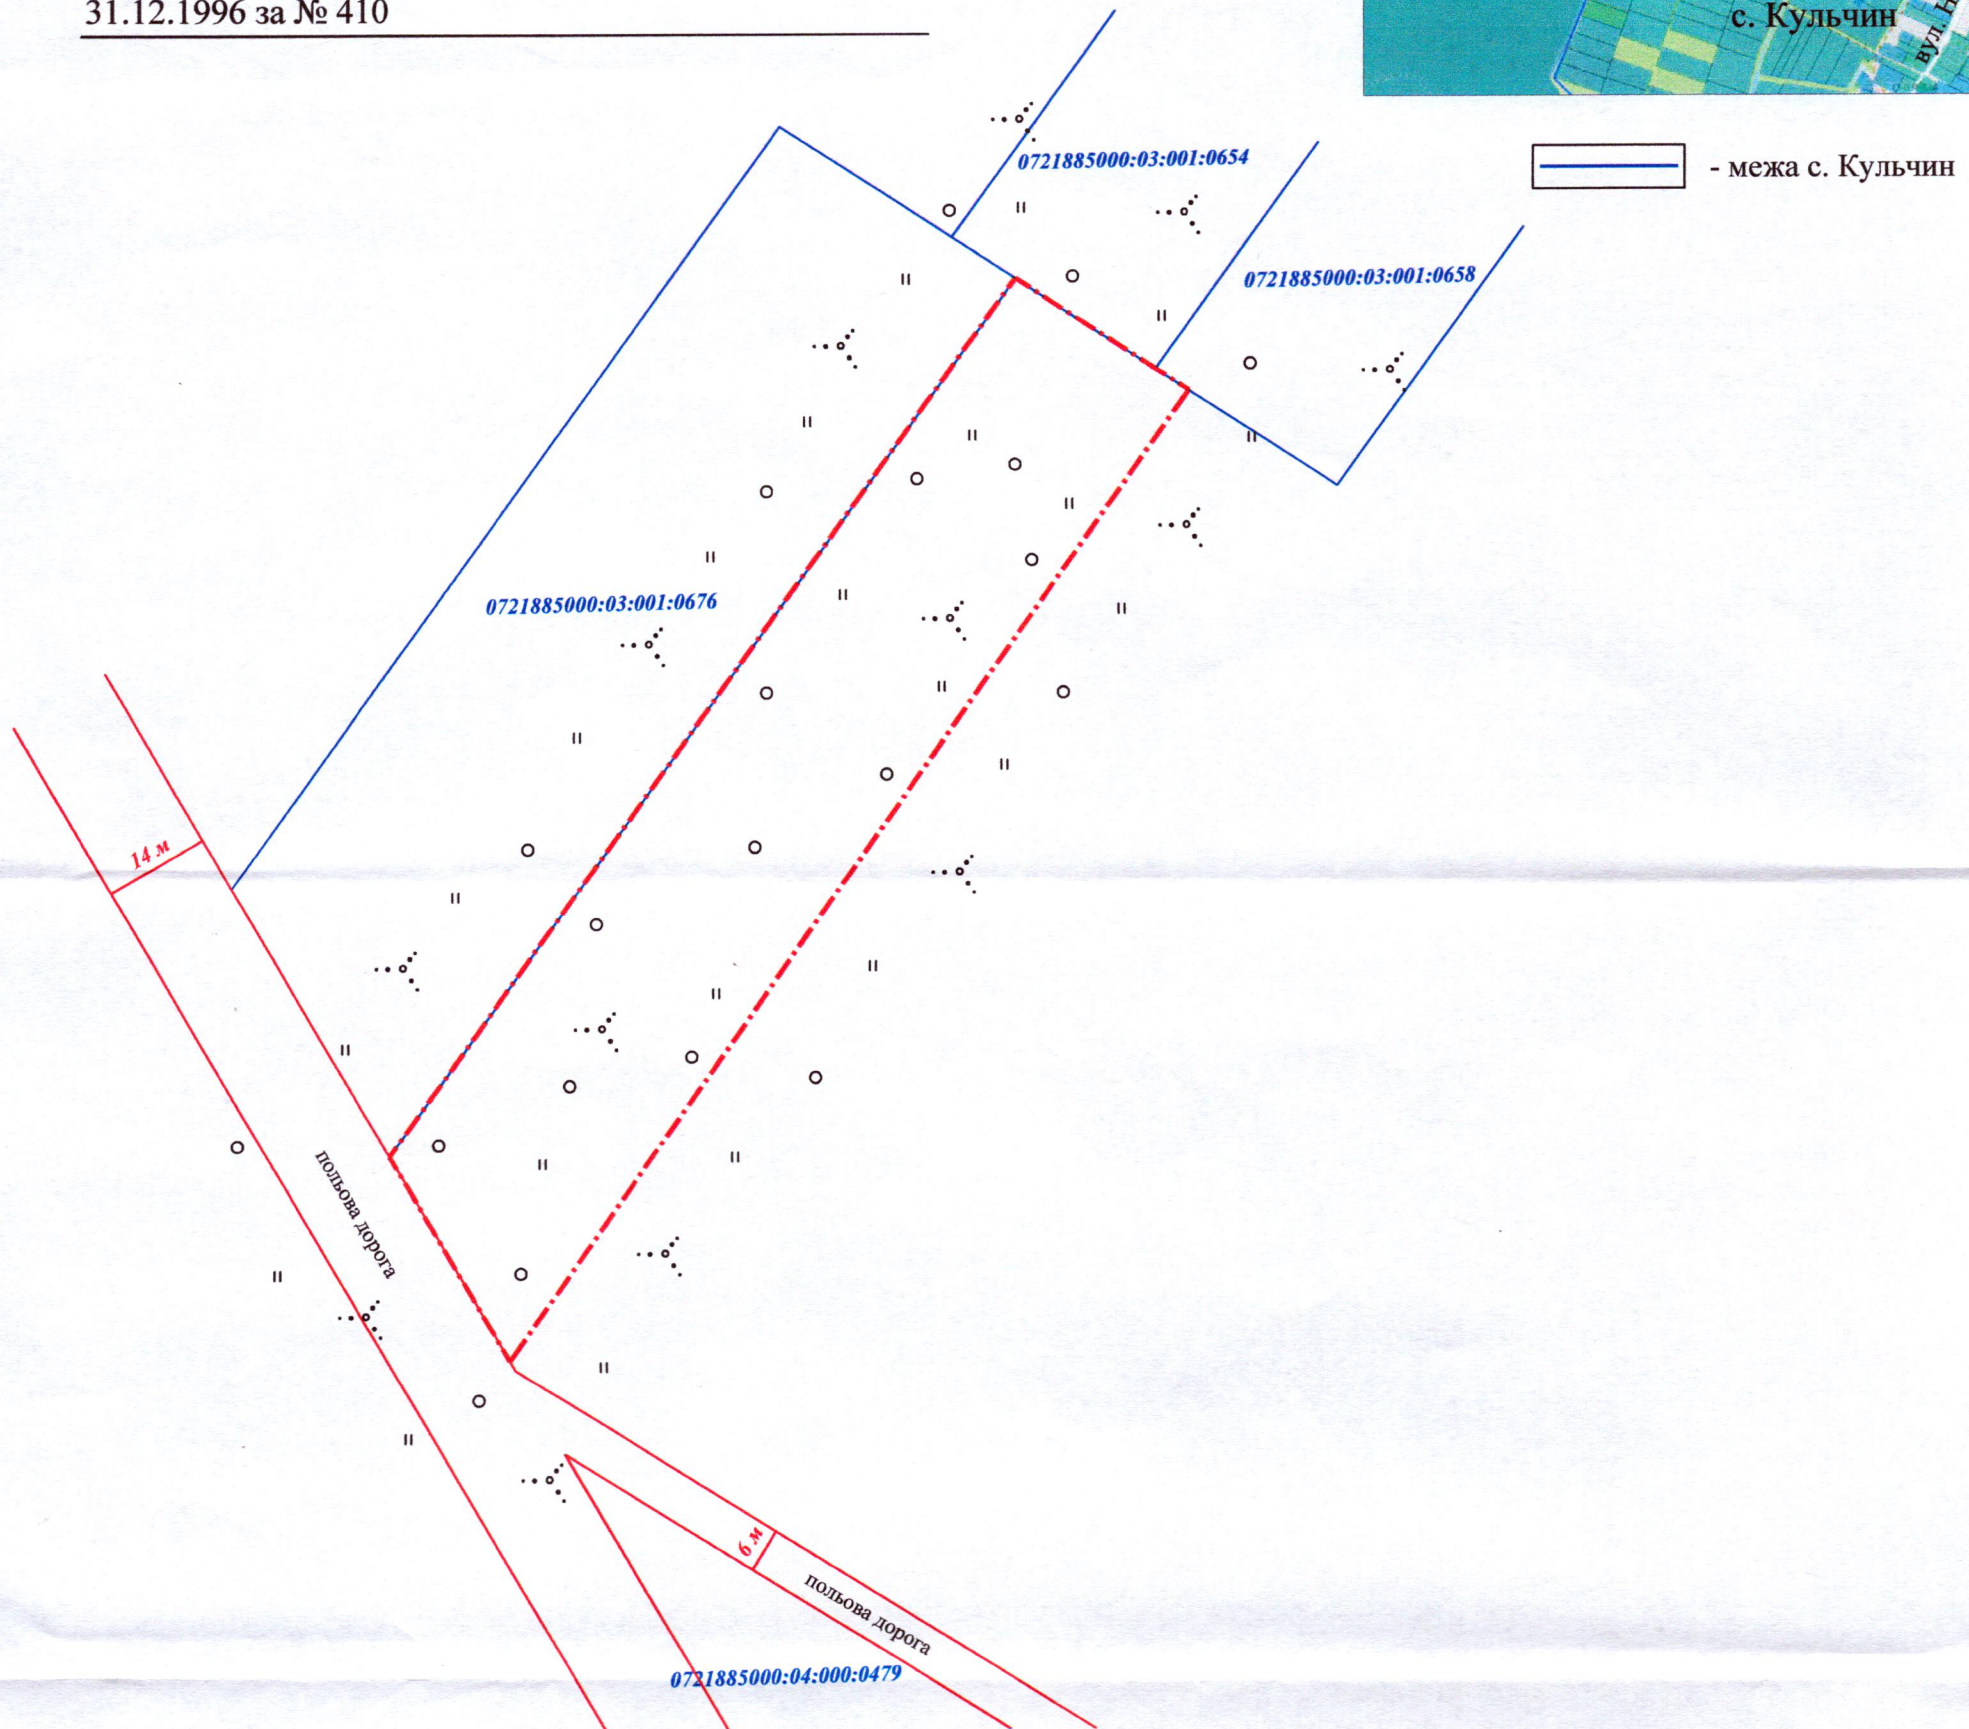 31.12.1996 за № 410
с. Кульчин
вул. Н
- межа с. Кульчин
0721885000:03:001:0654
0721885000:03:001:0658
0721885000:03:001:0676
14 м
польова дорога
6 м
польова дорога
0721885000:04:000:0479